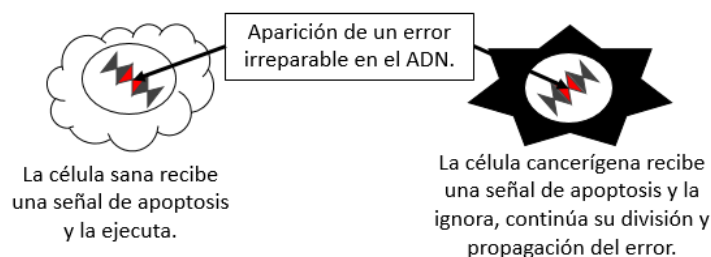 Aparición de un error
irreparable en el ADN.
La célula sana recibe
una señal de apoptosis
y la ejecuta.
La célula cancerígena recibe
una señal de apoptosis y la
ignora, continúa su división y
propagación del error.